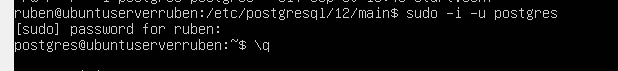 ruben@ubuntuserverruben:/etc/postgresql/12/main$ sudo -i -u postgres
[sudo] password for ruben:
postgres@ubuntuserverruben:~$ \q